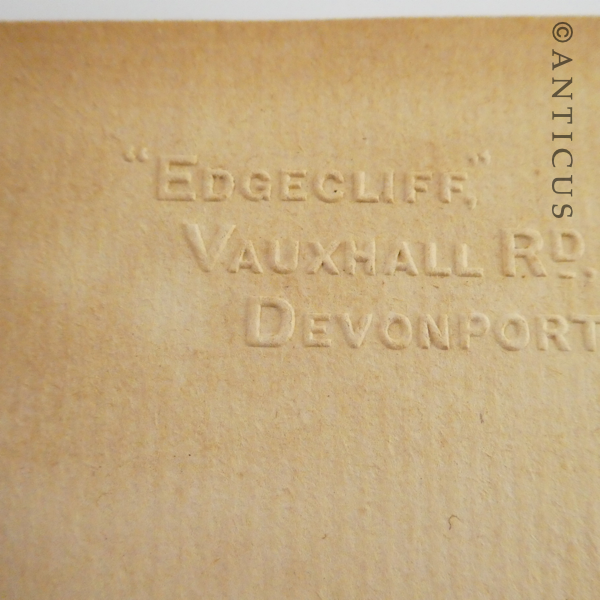 "EDGECLIFF,"
VAUXHALL RD.
DEVONPORT
©ANTICUS